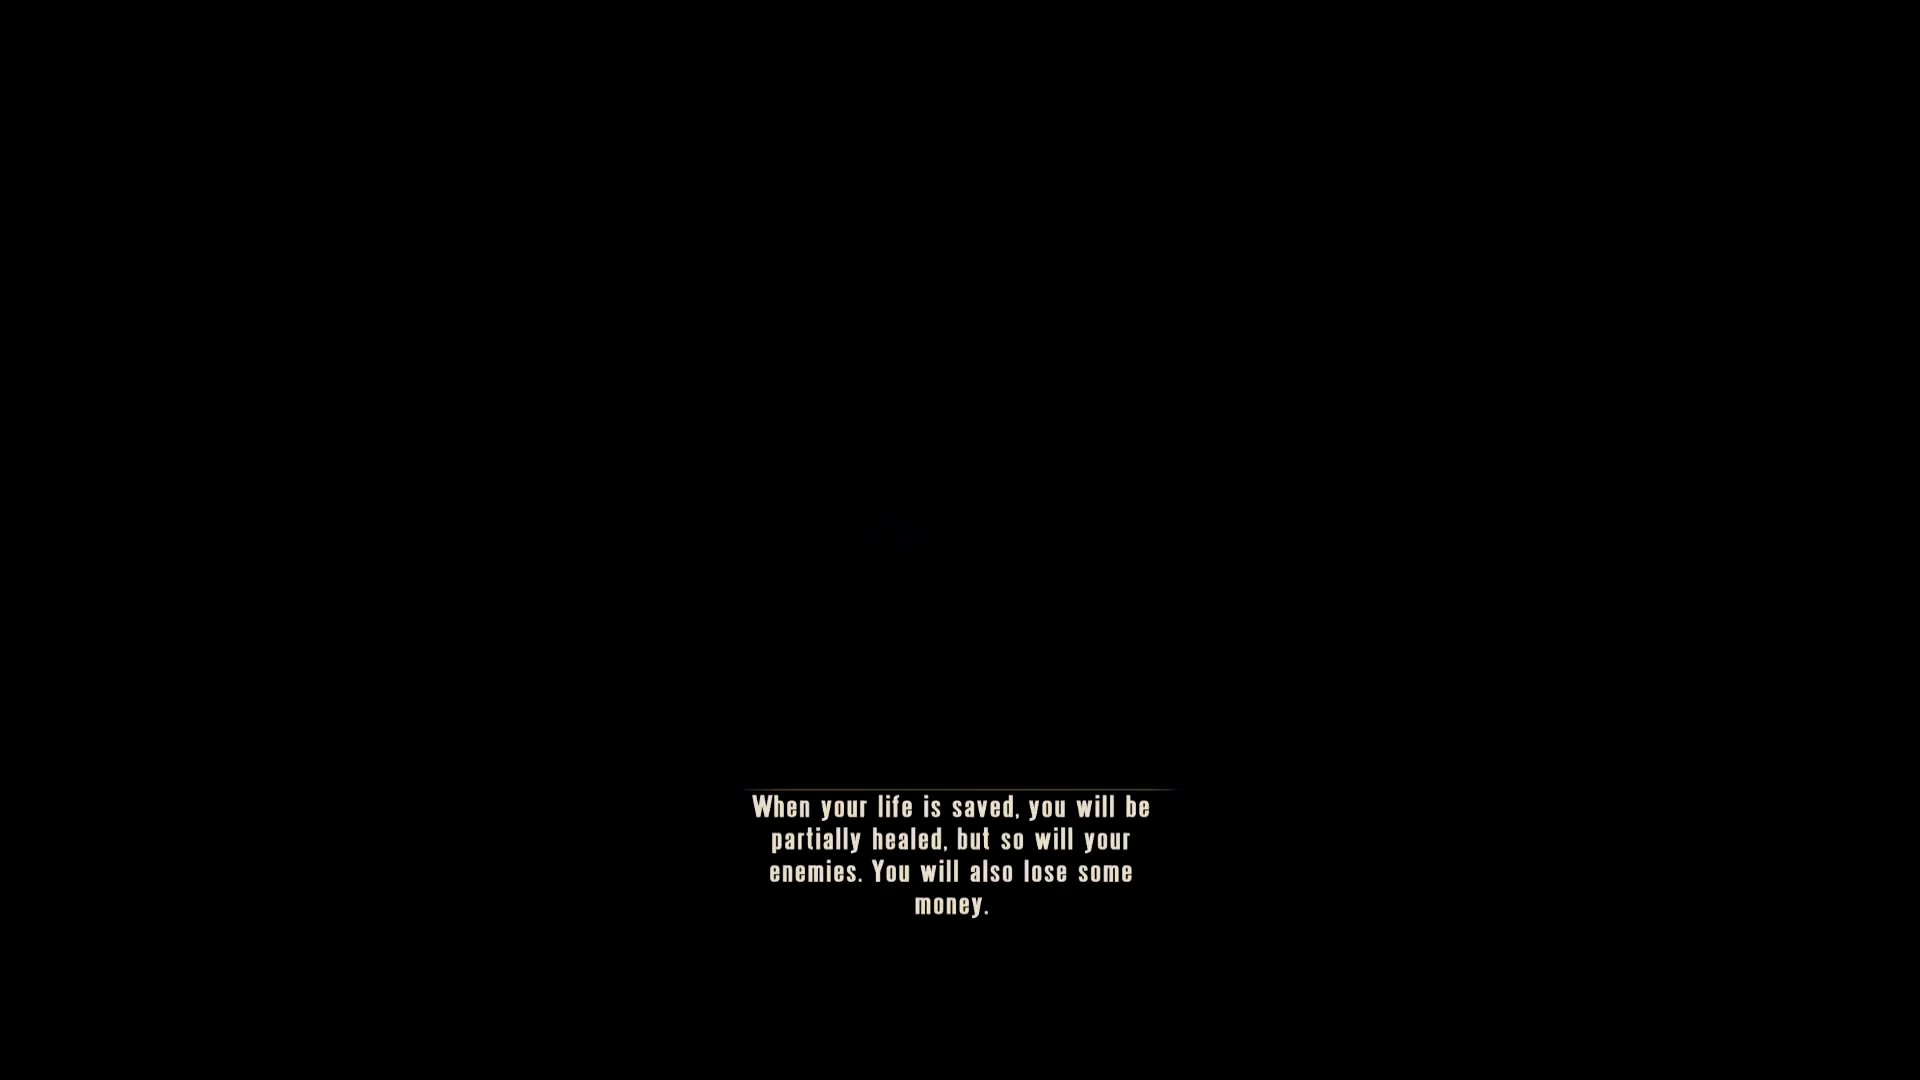 When your life is saved, you will be
partially healed, but so will your
enemies. You will also lose some
money.